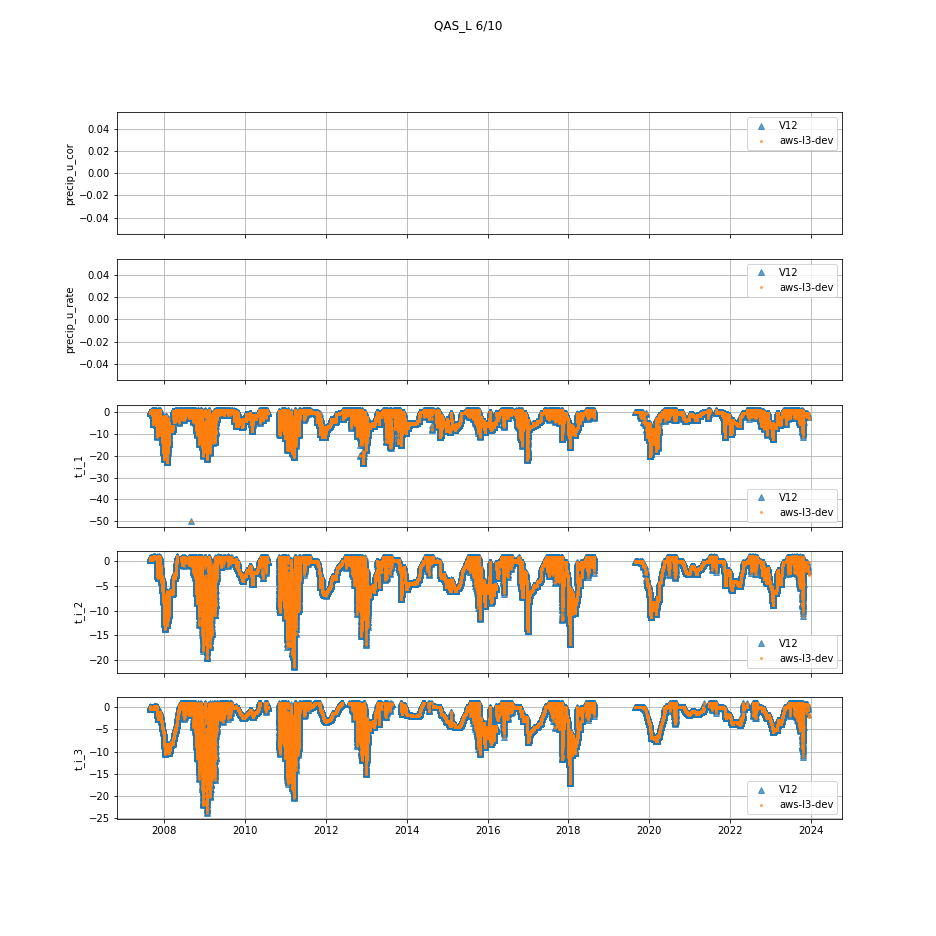 QAS_L 6/10
precip_u_cor
0.04
0.02
0.00
−0.02
−0.04
V12
aws-l3-dev
precip_u_rate
0.04
0.02
0.00
−0.02
−0.04
V12
aws-l3-dev
t_i_1
0
−10
−20
−30
−40
−50
V12
aws-l3-dev
t_i_2
0
−5
−10
−15
−20
V12
aws-l3-dev
t_i_3
0
−5
−10
−15
−20
−25
V12
aws-l3-dev
2008 2010 2012 2014 2016 2018 2020 2022 2024